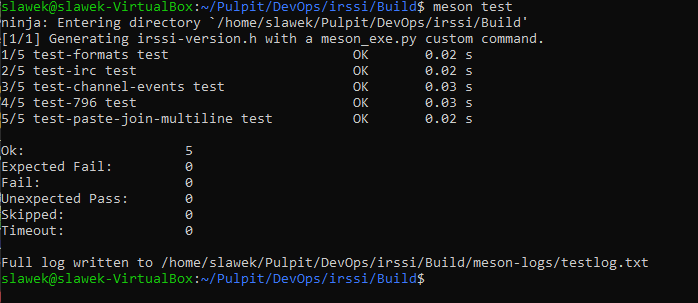 slawek@slawek-VirtualBox:~/Pulpit/DevOps/irssi/Build$ meson test
ninja: Entering directory `/home/slawek/Pulpit/DevOps/irssi/Build'
[1/1] Generating irssi-version.h with a meson_exe.py custom command.
1/5 test-formats test                       OK       0.02 s
2/5 test-irc test                           OK       0.02 s
3/5 test-channel-events test                OK       0.03 s
4/5 test-796 test                           OK       0.03 s
5/5 test-paste-join-multiline test          OK       0.02 s
Ok:                    5
Expected Fail:         0
Fail:                  0
Unexpected Pass:       0
Skipped:               0
Timeout:               0
Full log written to /home/slawek/Pulpit/DevOps/irssi/Build/meson-logs/testlog.txt
slawek@slawek-VirtualBox:~/Pulpit/DevOps/irssi/Build$